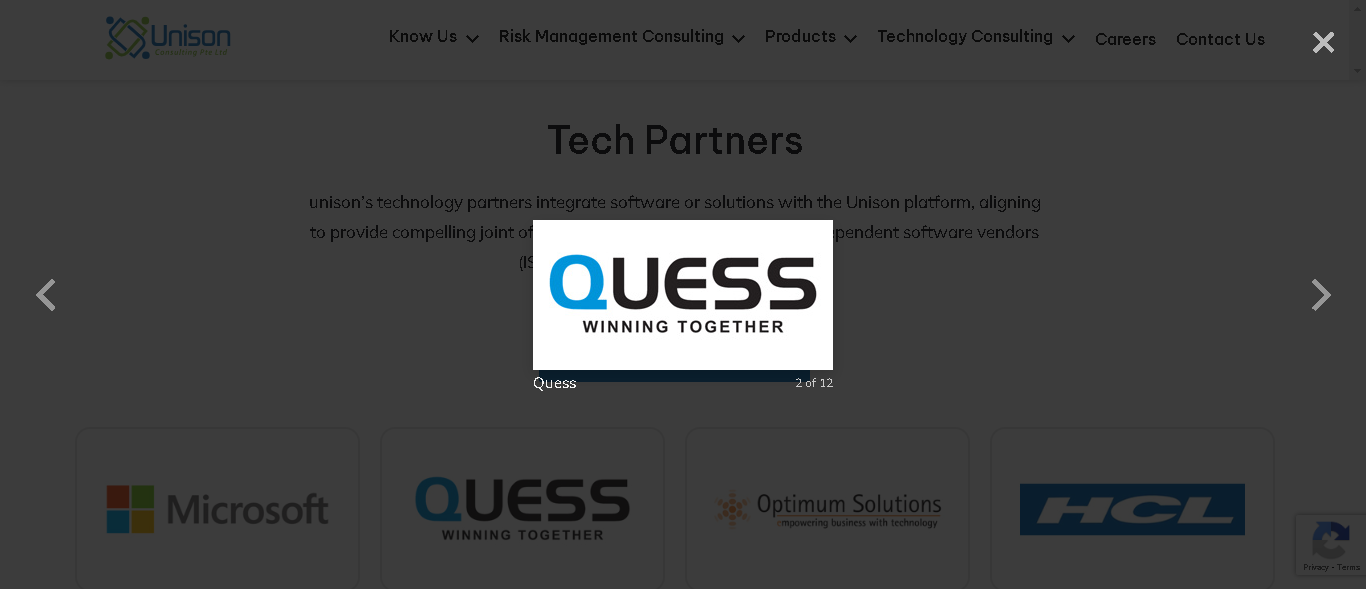 Unison
Consulting Pte Ltd
Know Us
Risk Management Consulting
Products
Technology Consulting
Careers
Contact Us
Tech Partners
unison's technology partners integrate software or solutions with the Unison platform, aligning
to provide compelling joint of
pendent software vendors
(IS
QUESS
WINNING TOGETHER
Quess
2 of 12
Microsoft
QUESS
WINNING TOGETHER
Optimum Solutions
empowering business with technology
HCL
Privacy - Terms